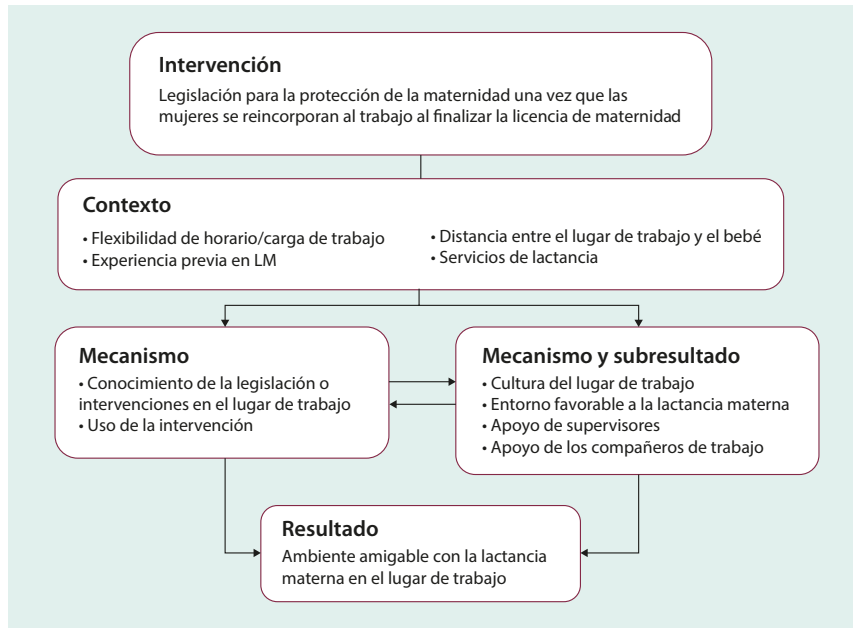 Intervención
Legislación para la protección de la maternidad una vez que las
mujeres se reincorporan al trabajo al finalizar la licencia de maternidad
Contexto
• Flexibilidad de horario/carga de trabajo
• Experiencia previa en LM
• Distancia entre el lugar de trabajo y el bebé
• Servicios de lactancia
Mecanismo
• Conocimiento de la legislación o
intervenciones en el lugar de trabajo
• Uso de la intervención
Mecanismo y subresultado
• Cultura del lugar de trabajo
• Entorno favorable a la lactancia materna
• Apoyo de supervisores
• Apoyo de los compañeros de trabajo
Resultado
Ambiente amigable con la lactancia
materna en el lugar de trabajo